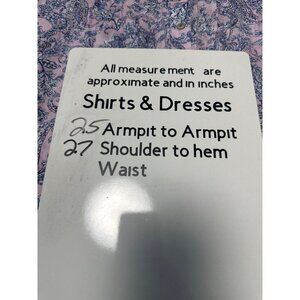 All measurement are
approximate and in inches
Shirts & Dresses
25 Armpit to Armpit
27 Shoulder to hem
Waist